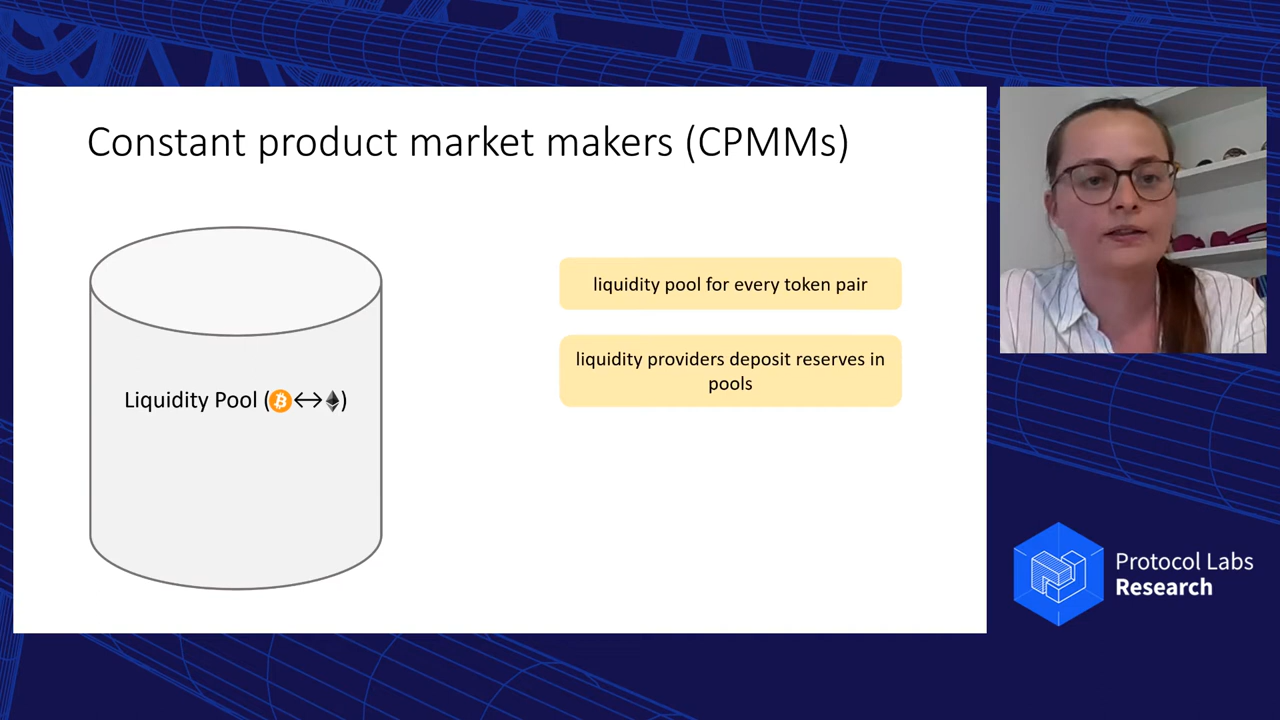 Constant product market makers (CPMMs)
liquidity pool for every token pair
liquidity providers deposit reserves in
pools
Liquidity Pool (₿↔)
Protocol Labs
Research